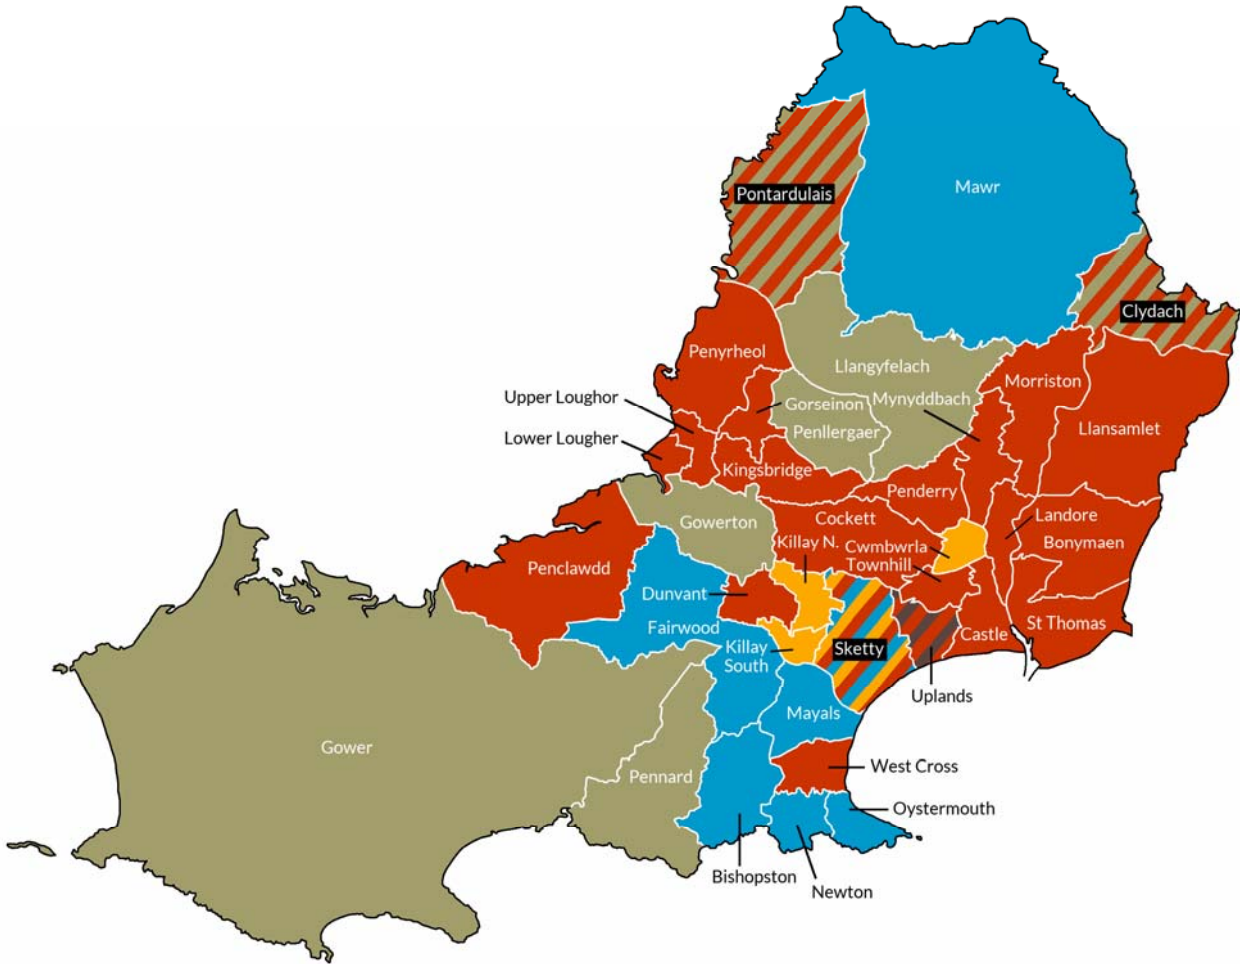 Pontardulais
Mawr
Clydach
Penyrheol
Llangyfelach
Morriston
Upper Loughor
Gorseinon
Mynyddbach
Lower Lougher
Penllergaer
Llansamlet
Kingsbridge
Penderry
Gowerton
Cockett
Landore
Killay N.
Cwmbwrla
Bonymaen
Townhill
Penclawdd
Dunvant
Fairwood
St Thomas
Castle
Killay
South
Sketty
Uplands
Mayals
Gower
Pennard
West Cross
Oystermouth
Bishopston
Newton